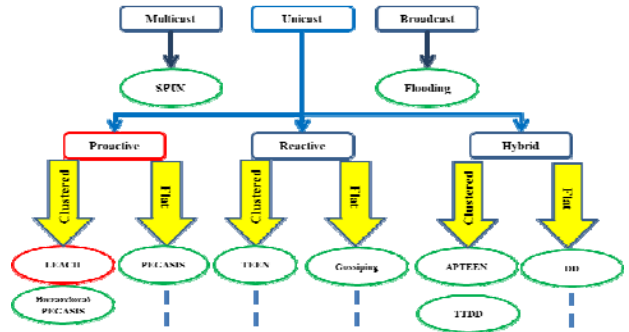 Multicast Unicast Broadcast
SPIN Flooding
Proactive Reactive Hybrid
Clustered Flat Clustered Flat Clustered Flat
LEACH PEGASIS TEEN Gossiping APTEEN DD
Hierarchical
PEGASIS
TTDD